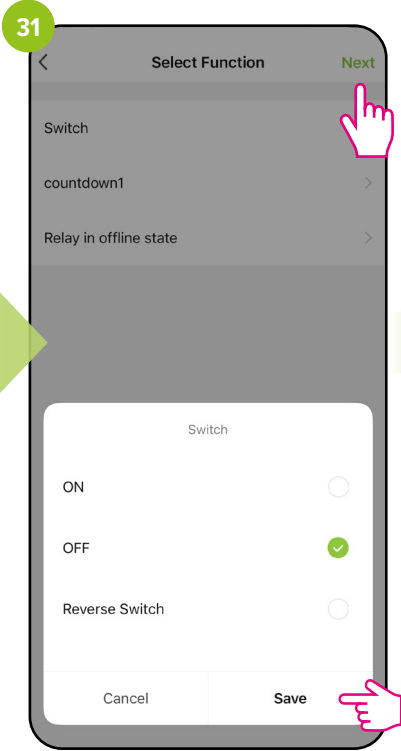 31
Select Function Next
Switch
countdown1
Relay in offline state
Switch
ON
OFF
Reverse Switch
Cancel Save